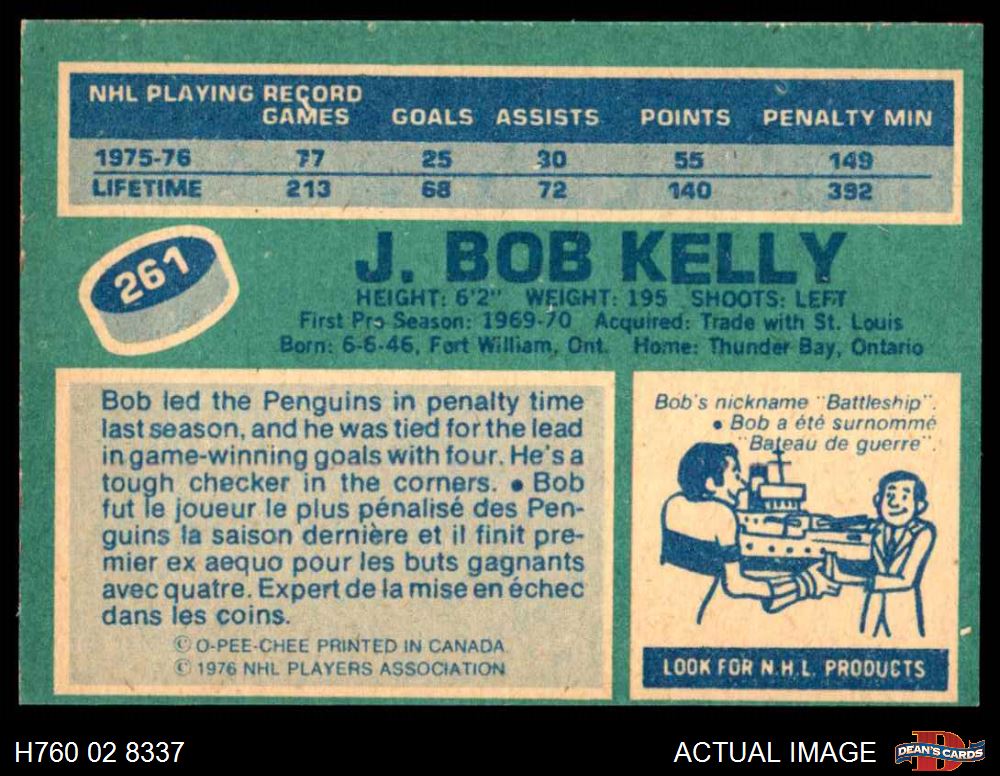 NHL PLAYING RECORD
GAMES GOALS ASSISTS POINTS PENALTY MIN
1975-76 77 25 30 55 149
LIFETIME 213 68 72 140 392
261
J. BOB KELLY
HEIGHT: 6'2" WEIGHT: 195 SHOOTS: LEFT
First Pro Season: 1969-70 Acquired: Trade with St. Louis
Born: 6-6-46, Fort William, Ont. Home: Thunder Bay, Ontario
Bob led the Penguins in penalty time
last season, and he was tied for the lead
in game-winning goals with four. He's a
tough checker in the corners. • Bob
fut le joueur le plus pénalisé des Pen-
guins la saison dernière et il finit pre-
mier ex aequo pour les buts gagnants
avec quatre. Expert de la mise en échec
dans les coins.
© O-PEE-CHEE PRINTED IN CANADA
© 1976 NHL PLAYERS ASSOCIATION
Bob's nickname "Battleship".
• Bob a été surnommé
"Bateau de guerre".
LOOK FOR N.H.L. PRODUCTS
H760 02 8337
ACTUAL IMAGE
D
DEAN'S CARDS